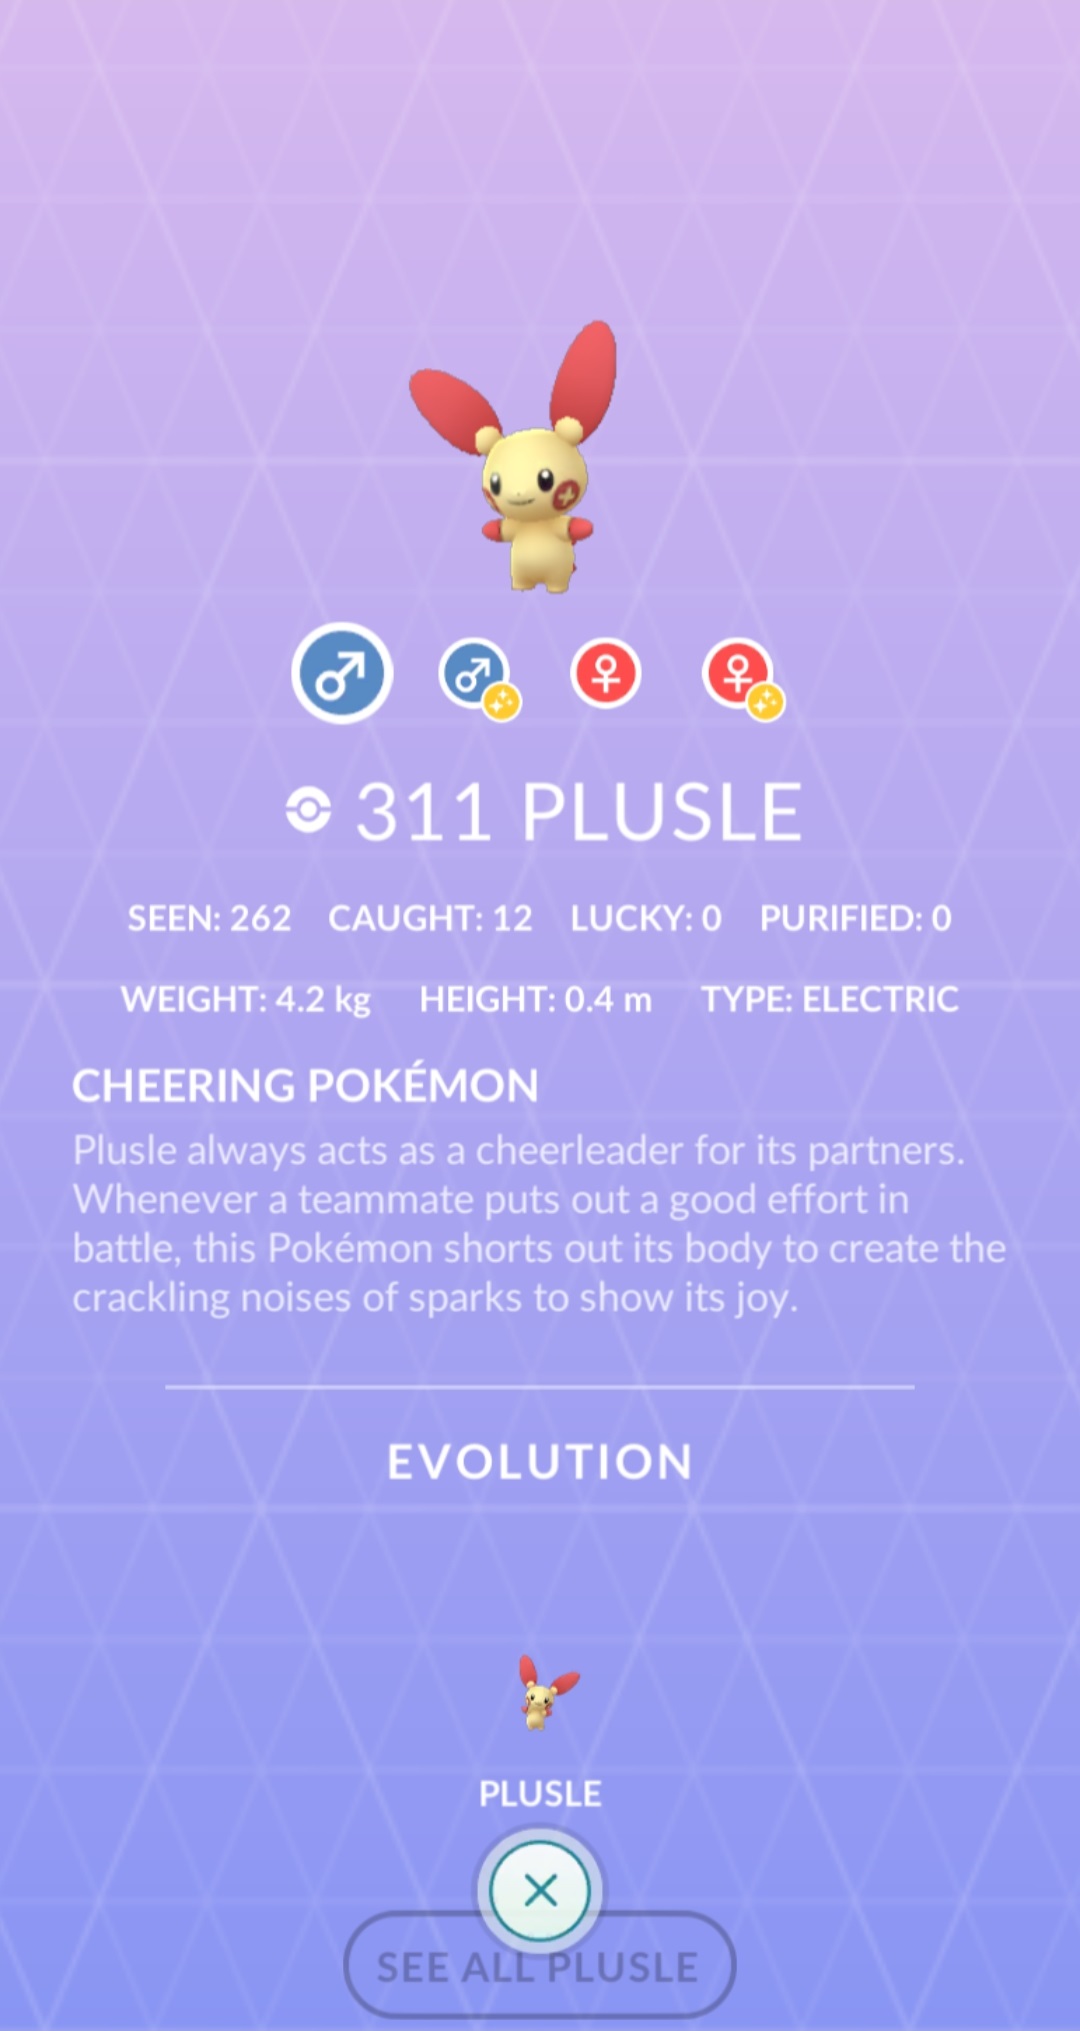 311 PLUSLE
SEEN: 262 CAUGHT: 12 LUCKY: 0 PURIFIED: 0
WEIGHT: 4.2 kg HEIGHT: 0.4 m TYPE: ELECTRIC
CHEERING POKÉMON
Plusle always acts as a cheerleader for its partners.
Whenever a teammate puts out a good effort in
battle, this Pokémon shorts out its body to create the
crackling noises of sparks to show its joy.
EVOLUTION
PLUSLE
SEE ALL PLUSLE